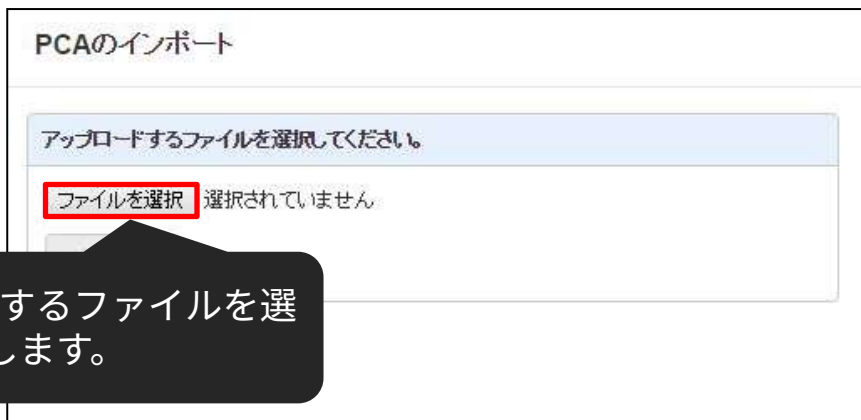 PCAのインポート
アップロードするファイルを選択してください。
ファイルを選択 選択されていません
するファイルを選
します。